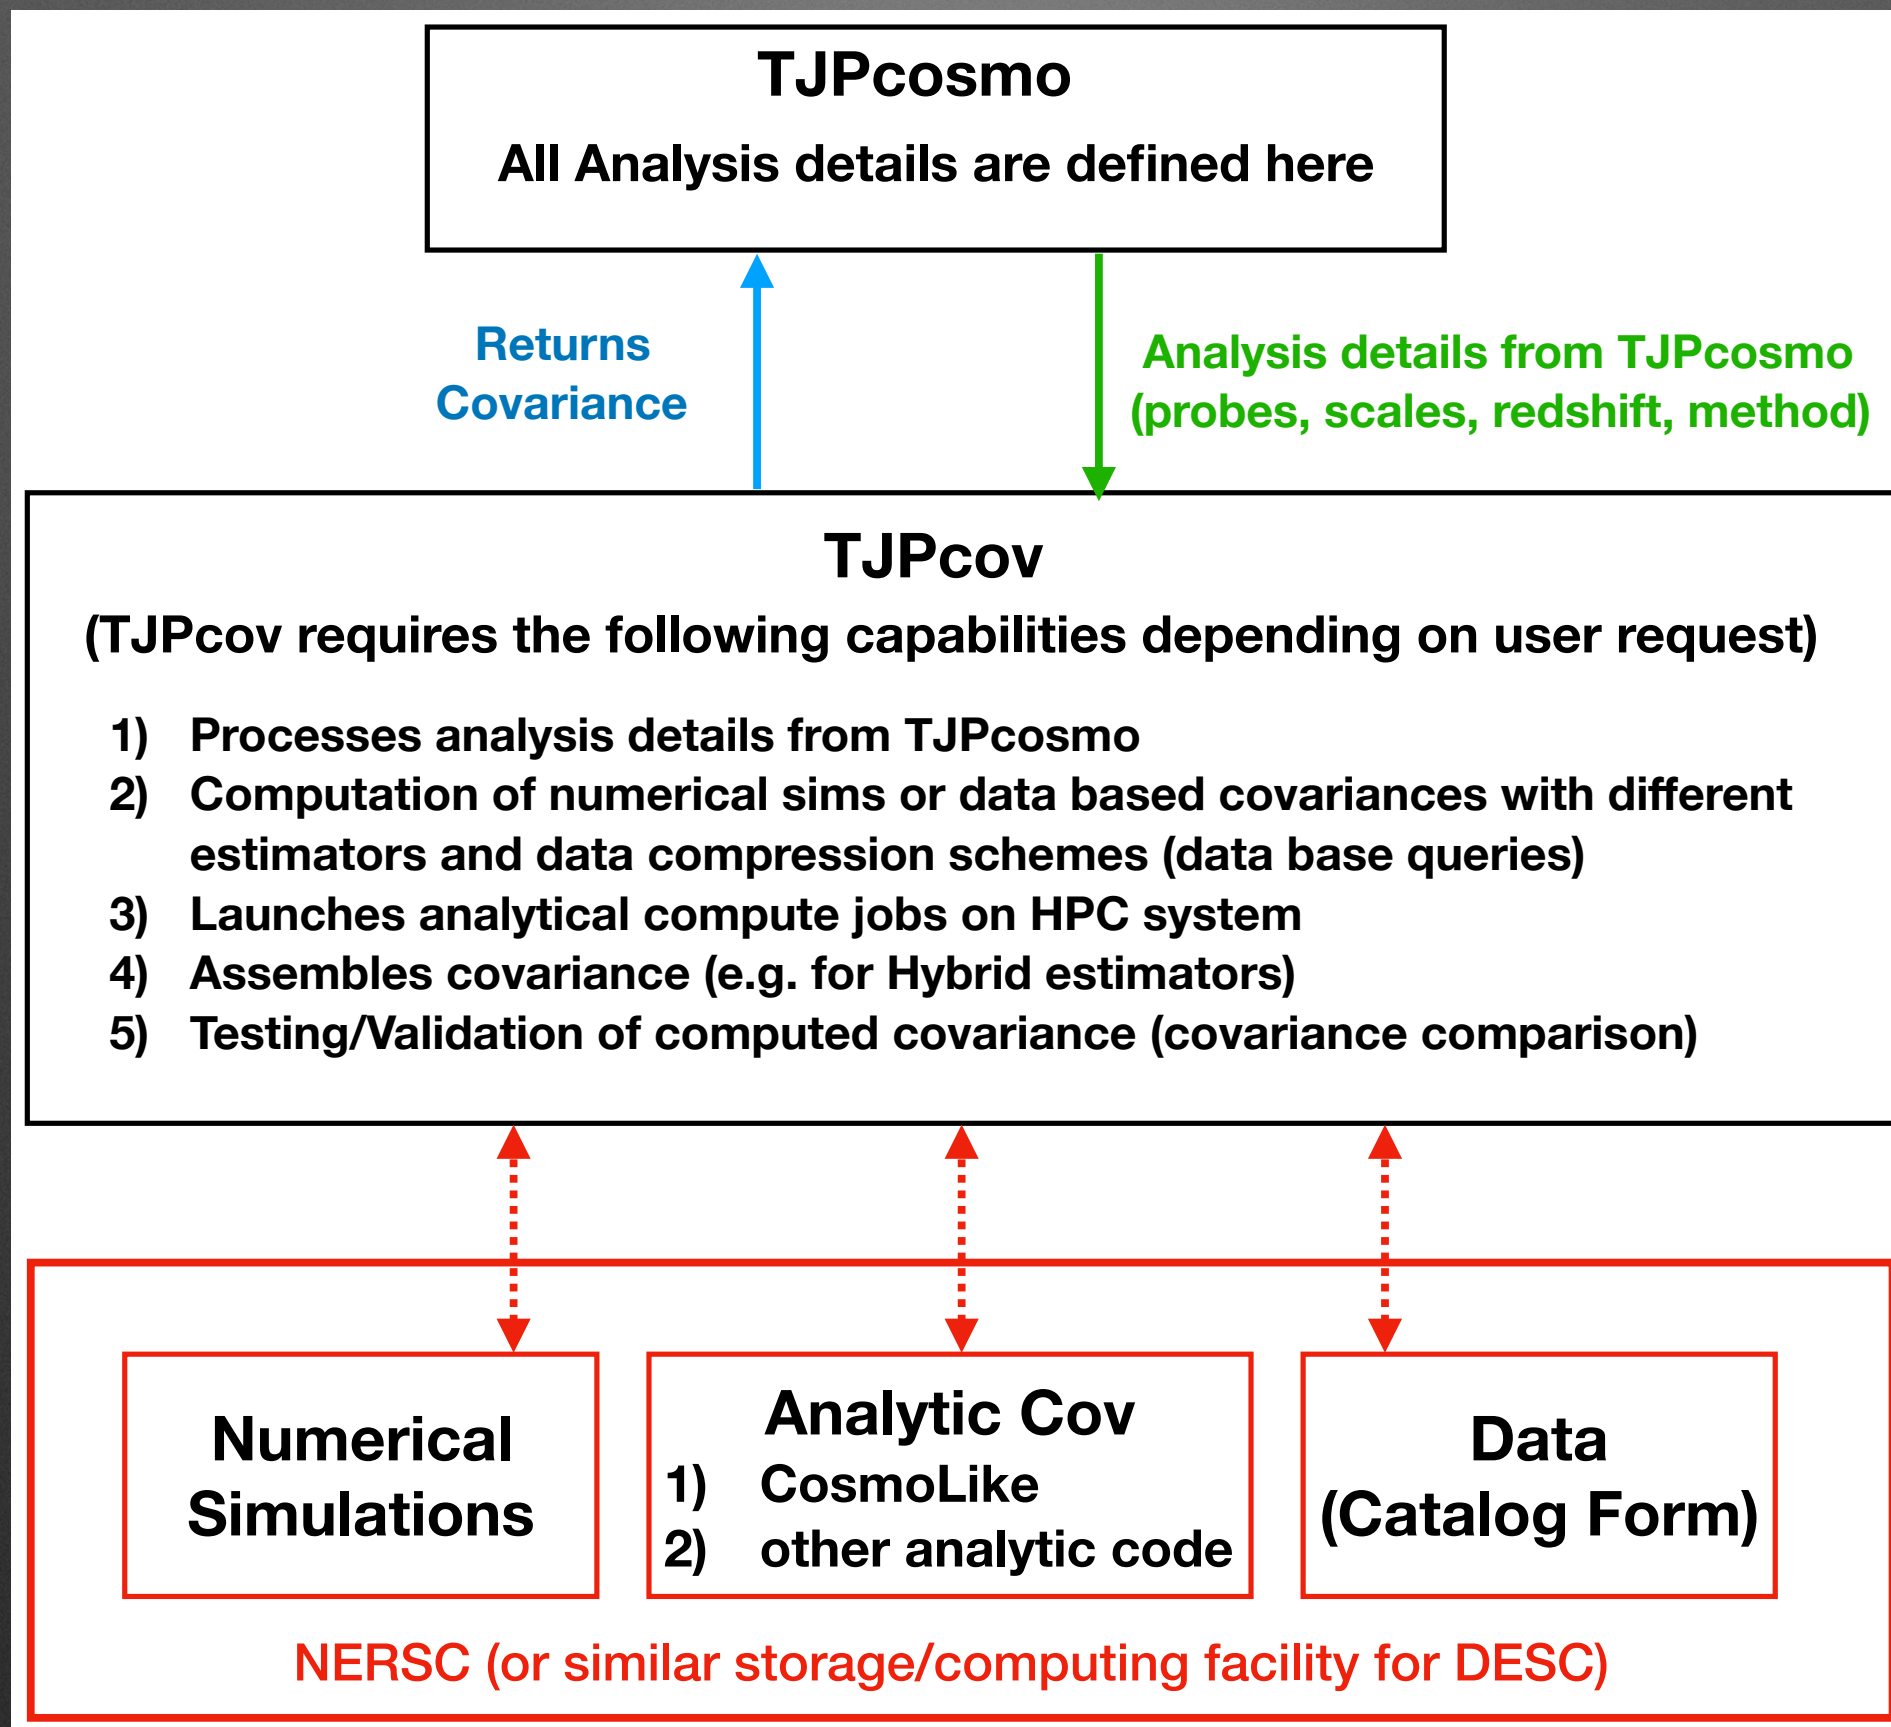 TJPcosmo
All Analysis details are defined here
Returns
Covariance
Analysis details from TJPcosmo
(probes, scales, redshift, method)
TJPcov
(TJPcov requires the following capabilities depending on user request)
1) Processes analysis details from TJPcosmo
2) Computation of numerical sims or data based covariances with different
estimators and data compression schemes (data base queries)
3) Launches analytical compute jobs on HPC system
4) Assembles covariance (e.g. for Hybrid estimators)
5) Testing/Validation of computed covariance (covariance comparison)
Numerical
Simulations
Analytic Cov
1) CosmoLike
2) other analytic code
Data
(Catalog Form)
NERSC (or similar storage/computing facility for DESC)